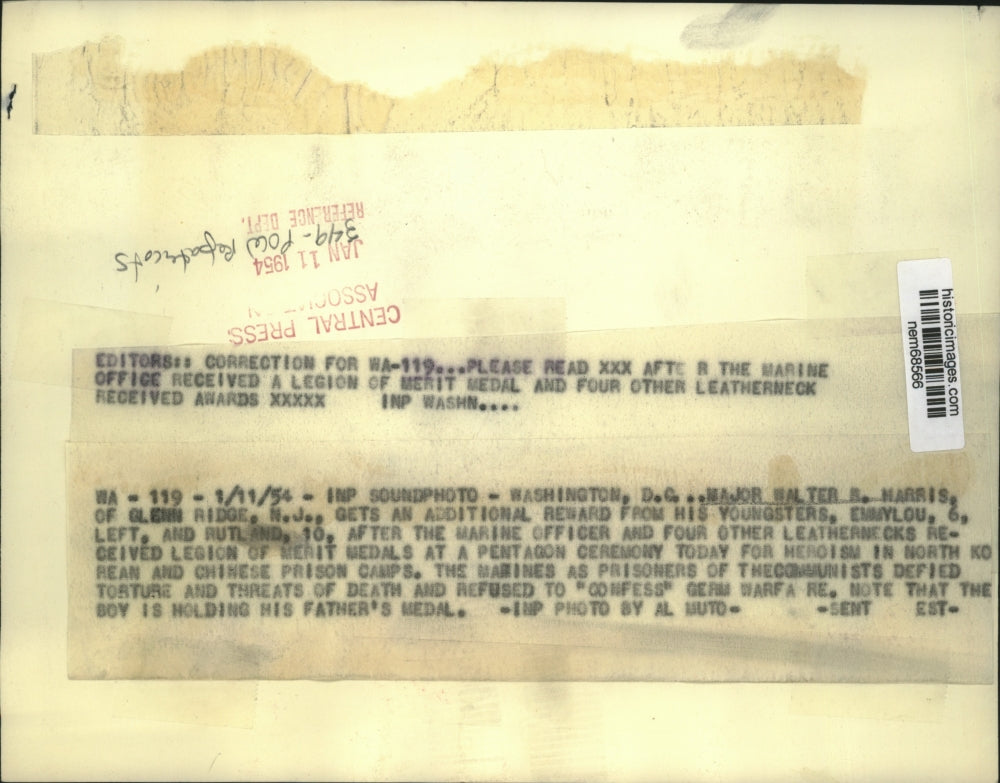 REFERENCE DEPT.
349 - POW Repatriots
JAN 11 1954
CENTRAL PRESS
EDITORS:: CORRECTION FOR WA-119...PLEASE READ XXX AFTE R THE MARINE
OFFICE RECEIVED A LEGION OF MERIT MEDAL AND FOUR OTHER LEATHERNECK
RECEIVED AWARDS XXXXX INP WASHN....
historicimages.com
nem68566
WA - 119 - 1/11/54 - INP SOUNDPHOTO - WASHINGTON, D.C...MAJOR WALTER R. HARRIS,
OF GLENN RIDGE, N.J., GETS AN ADDITIONAL REWARD FROM HIS YOUNGSTERS, EMMYLOU, 6,
LEFT, AND RUTLAND, 10, AFTER THE MARINE OFFICER AND FOUR OTHER LEATHERNECKS RE-
CEIVED LEGION OF MERIT MEDALS AT A PENTAGON CEREMONY TODAY FOR HEROISM IN NORTH KO
REAN AND CHINESE PRISON CAMPS. THE MARINES AS PRISONERS OF THECOMMUNISTS DEFIED
TORTURE AND THREATS OF DEATH AND REFUSED TO "CONFESS" GERM WARFA RE. NOTE THAT THE
BOY IS HOLDING HIS FATHER'S MEDAL. -INP PHOTO BY AL MUTO- -SENT EST-